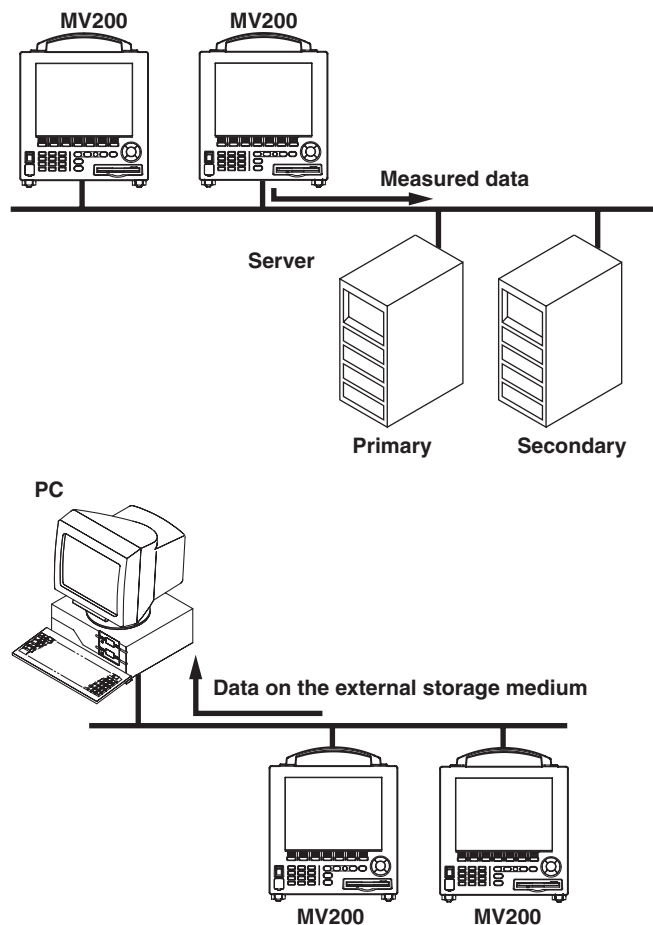 MV200
MV200
Measured data
Server
Primary
Secondary
PC
Data on the external storage medium
MV200
MV200